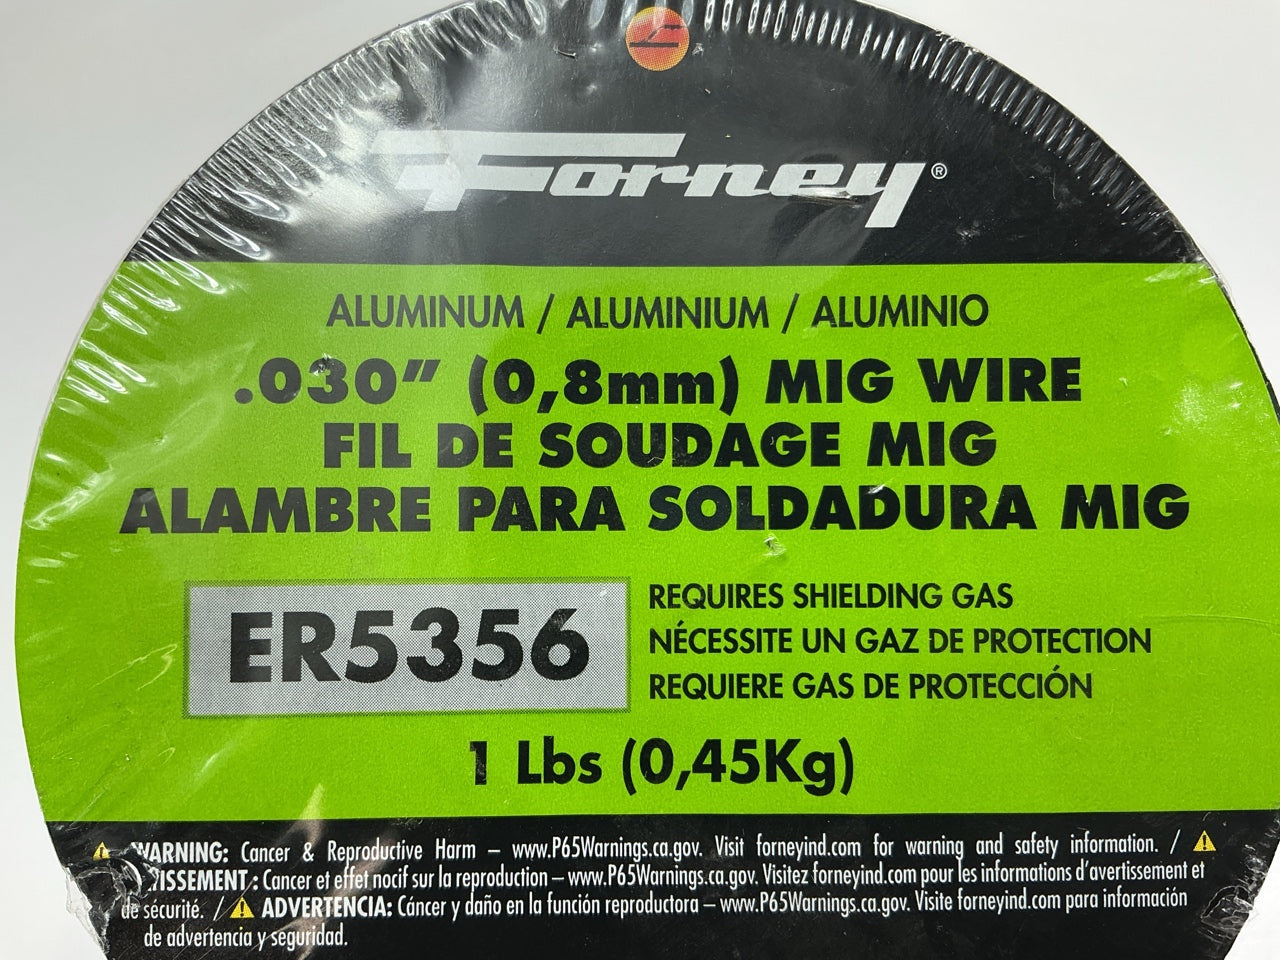 Forney®
ALUMINUM / ALUMINIUM / ALUMINIO
.030” (0,8mm) MIG WIRE
FIL DE SOUDAGE MIG
ALAMBRE PARA SOLDADURA MIG
ER5356
REQUIRES SHIELDING GAS
NÉCESSITE UN GAZ DE PROTECTION
REQUIERE GAS DE PROTECCIÓN
1 Lbs (0,45Kg)
WARNING: Cancer & Reproductive Harm – www.P65Warnings.ca.gov. Visit forneyind.com for warning and safety information. /
TISSEMENT : Cancer et effet nocif sur la reproduction – www.P65Warnings.ca.gov. Visitez forneyind.com pour les informations d’avertissement et
de sécurité. / ADVERTENCIA: Cáncer y daño en la función reproductora – www.P65Warnings.ca.gov. Visite forneyind.com para información
de advertencia y seguridad.